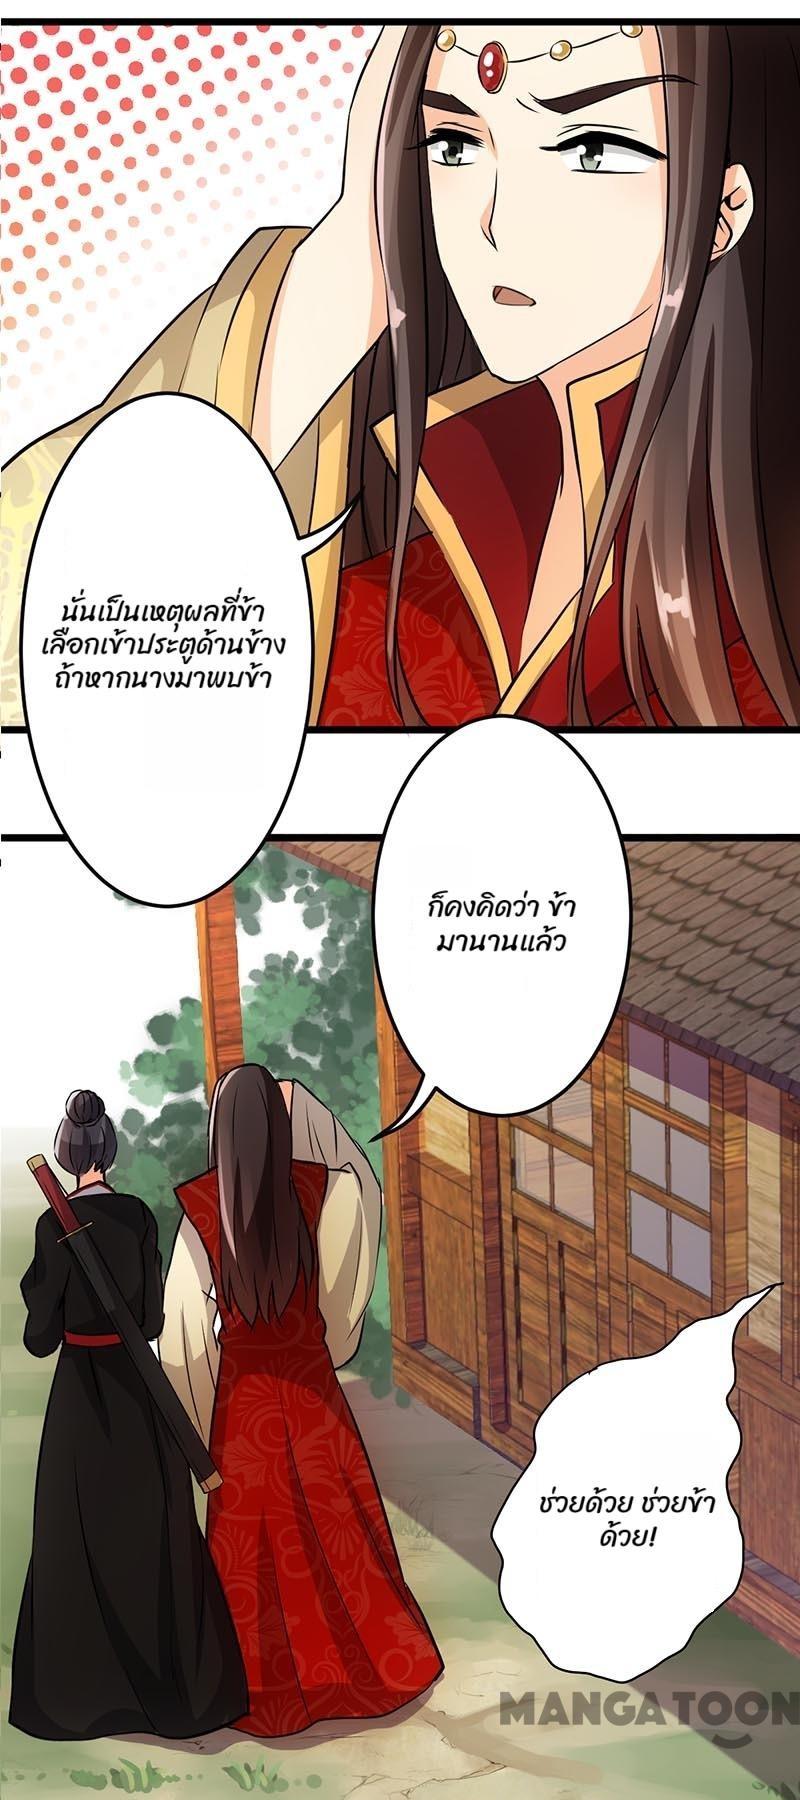 นั่นเป็นเหตุผลที่ข้า
เลือกเข้าประตูด้านข้าง
ถ้าหากนางมาพบข้า
ก็คงคิดว่า ข้า
มานานแล้ว
ช่วยด้วย ช่วยข้า
ด้วย!
MANGATOON